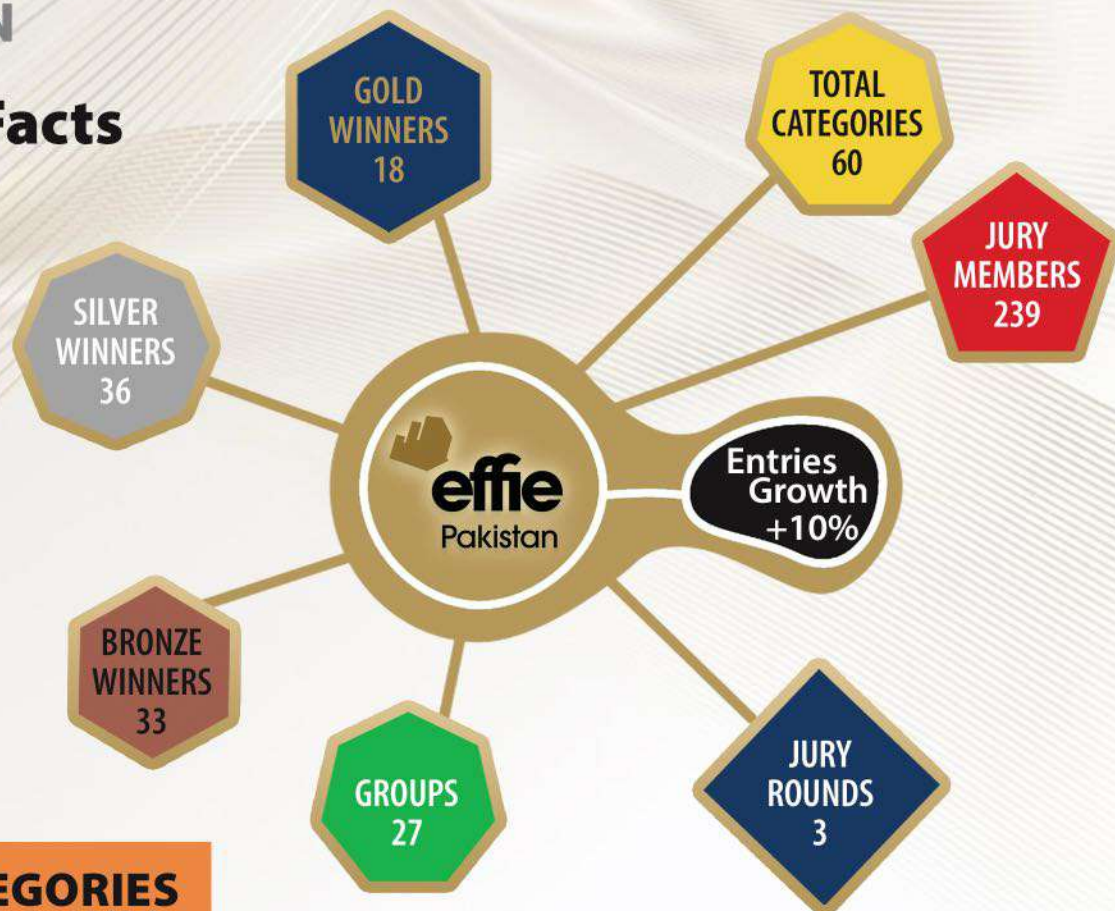 N
Facts
GOLD
WINNERS
18
TOTAL
CATEGORIES
60
JURY
MEMBERS
239
SILVER
WINNERS
36
effie
Pakistan
Entries
Growth
+10%
BRONZE
WINNERS
33
GROUPS
27
JURY
ROUNDS
3
EGORIES